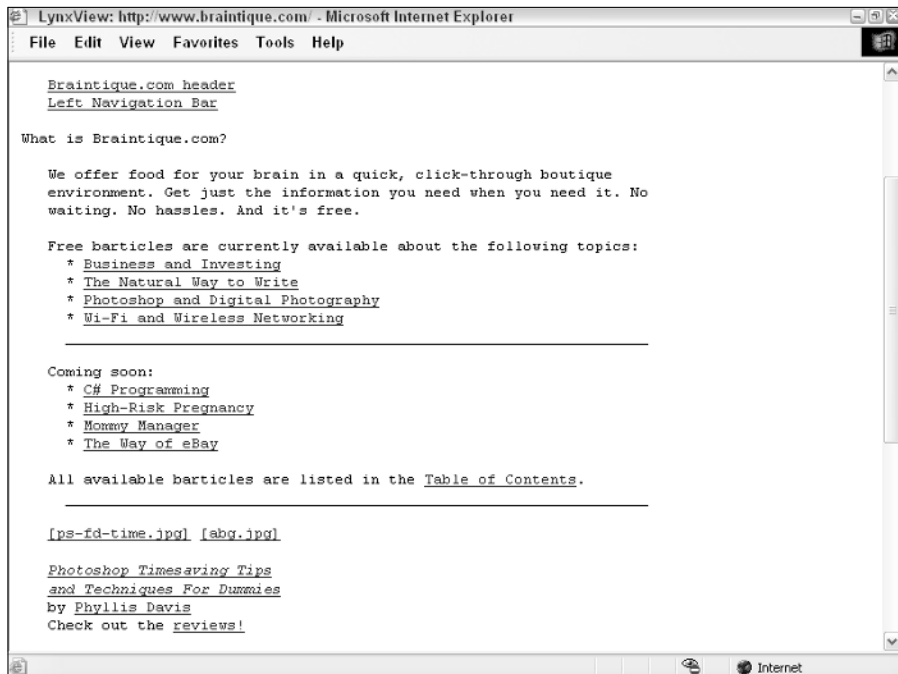 LynxView: http://www.braintique.com/ - Microsoft Internet Explorer
File Edit View Favorites Tools Help
Braintique.com header
Left Navigation Bar
What is Braintique.com?
We offer food for your brain in a quick, click-through boutique
environment. Get just the information you need when you need it. No
waiting. No hassles. And it's free.
Free barticles are currently available about the following topics:
* Business and Investing
* The Natural Way to Write
* Photoshop and Digital Photography
* Wi-Fi and Wireless Networking
Coming soon:
* C# Programming
* High-Risk Pregnancy
* Mommy Manager
* The Way of eBay
All available barticles are listed in the Table of Contents.
[ps-fd-time.jpg] [abg.jpg]
Photoshop Timesaving Tips
and Techniques For Dummies
by Phyllis Davis
Check out the reviews!
Internet